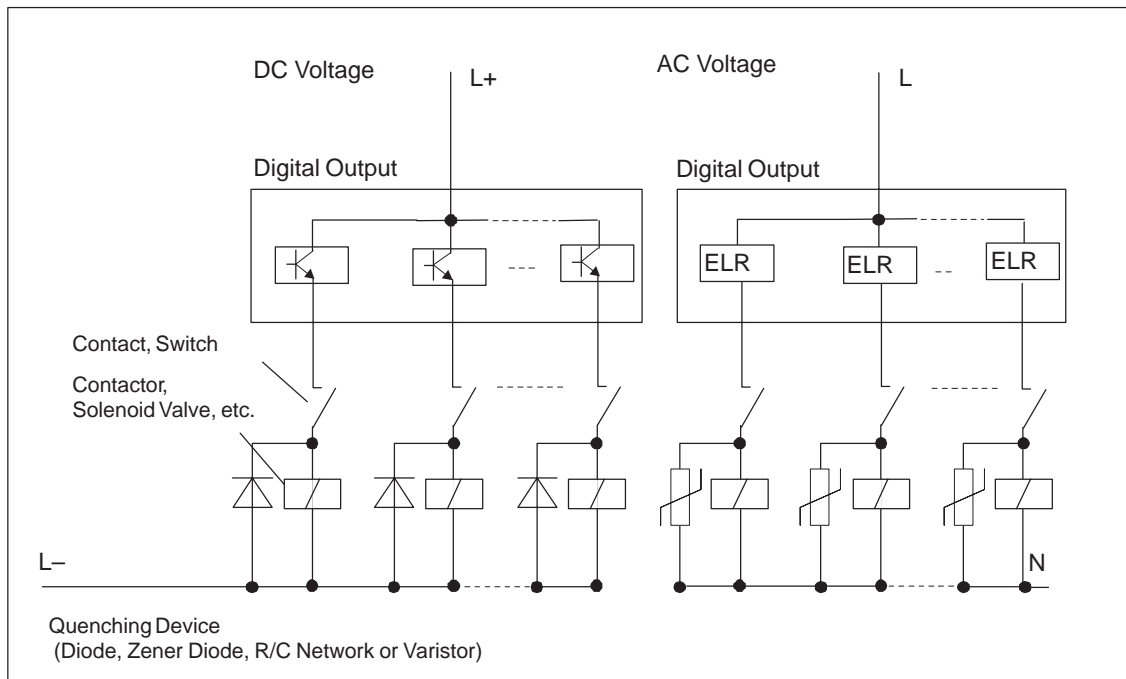 DC Voltage
L+
AC Voltage
L
Digital Output
Digital Output
ELR
ELR
ELR
Contact, Switch
Contactor,
Solenoid Valve, etc.
L–
N
Quenching Device
(Diode, Zener Diode, R/C Network or Varistor)